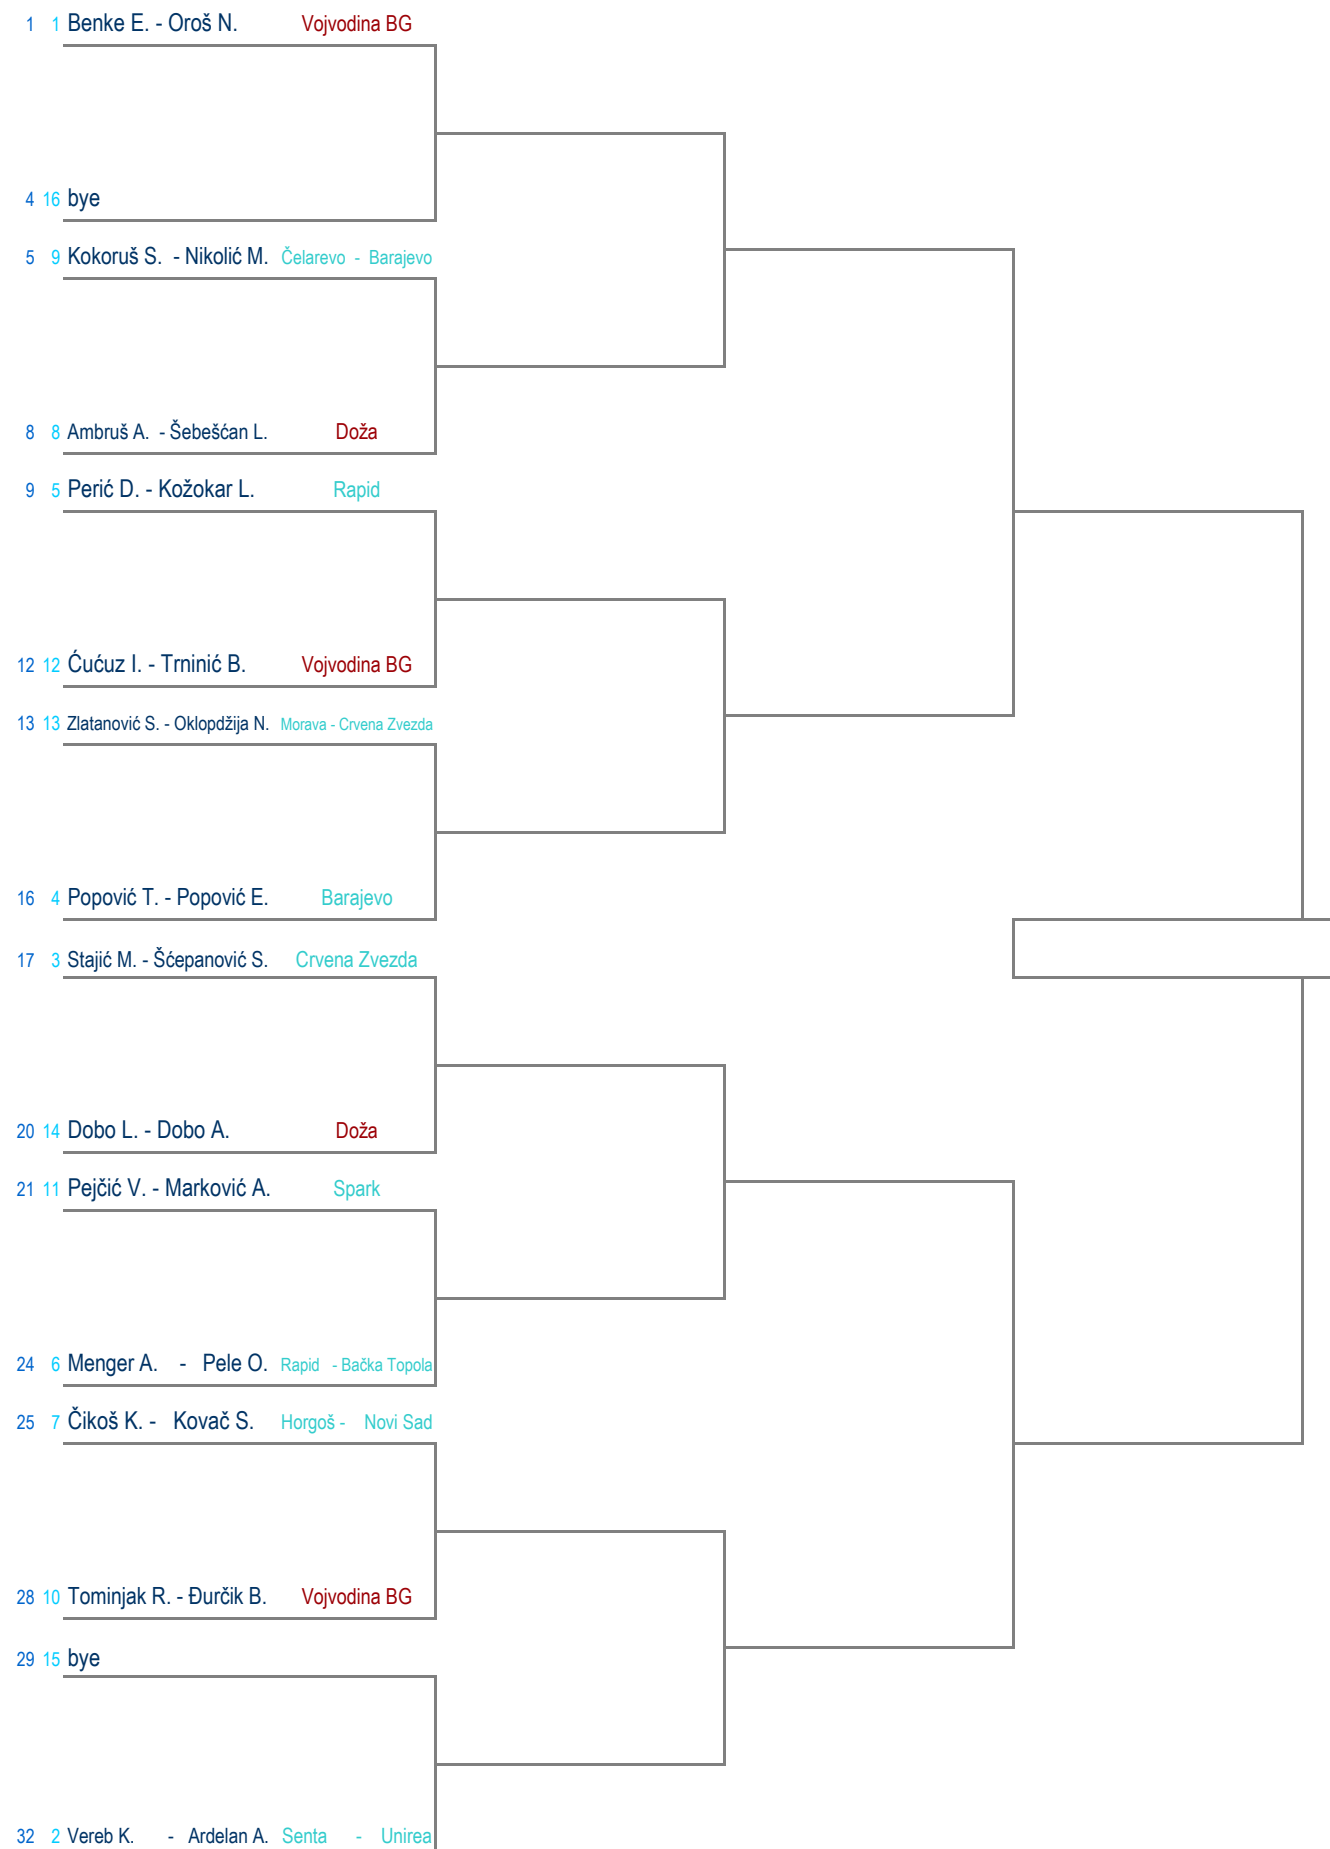 1 1 Benke E. - Oroš N. Vojvodina BG
4 16 bye
5 9 Kokoruš S. - Nikolić M. Čelarevo - Barajevo
8 8 Ambruš A. - Šebešćan L. Doža
9 5 Perić D. - Kožokar L. Rapid
12 12 Ćućuz I. - Trninić B. Vojvodina BG
13 13 Zlatanović S. - Oklopdžija N. Morava - Crvena Zvezda
16 4 Popović T. - Popović E. Barajevo
17 3 Stajić M. - Šćepanović S. Crvena Zvezda
20 14 Dobo L. - Dobo A. Doža
21 11 Pejčić V. - Marković A. Spark
24 6 Menger A. - Pele O. Rapid - Bačka Topola
25 7 Čikoš K. - Kovač S. Horgoš - Novi Sad
28 10 Tominjak R. - Đurčik B. Vojvodina BG
29 15 bye
32 2 Vereb K. - Ardelan A. Senta - Unirea